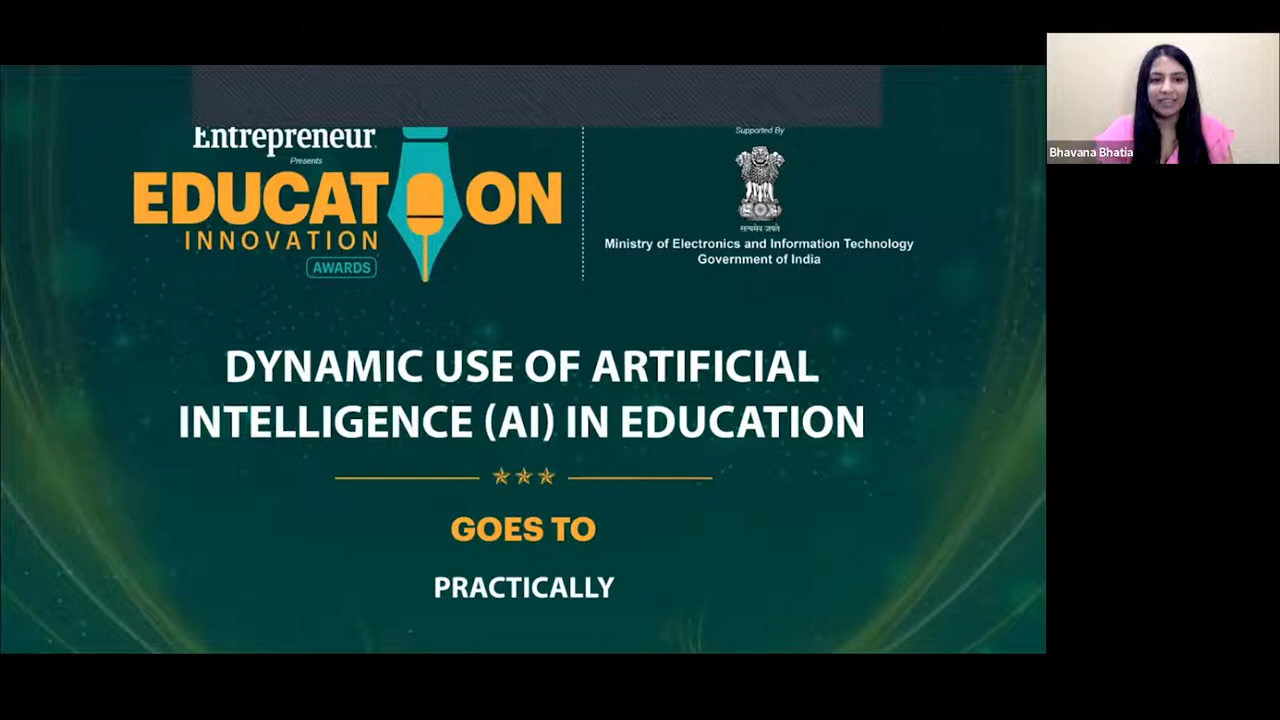 Entrepreneur
Presents
EDUCATION
INNOVATION
AWARDS
Supported By
सत्यमेव जयते
Ministry of Electronics and Information Technology
Government of India
DYNAMIC USE OF ARTIFICIAL
INTELLIGENCE (AI) IN EDUCATION
GOES TO
PRACTICALLY
Bhavana Bhatia